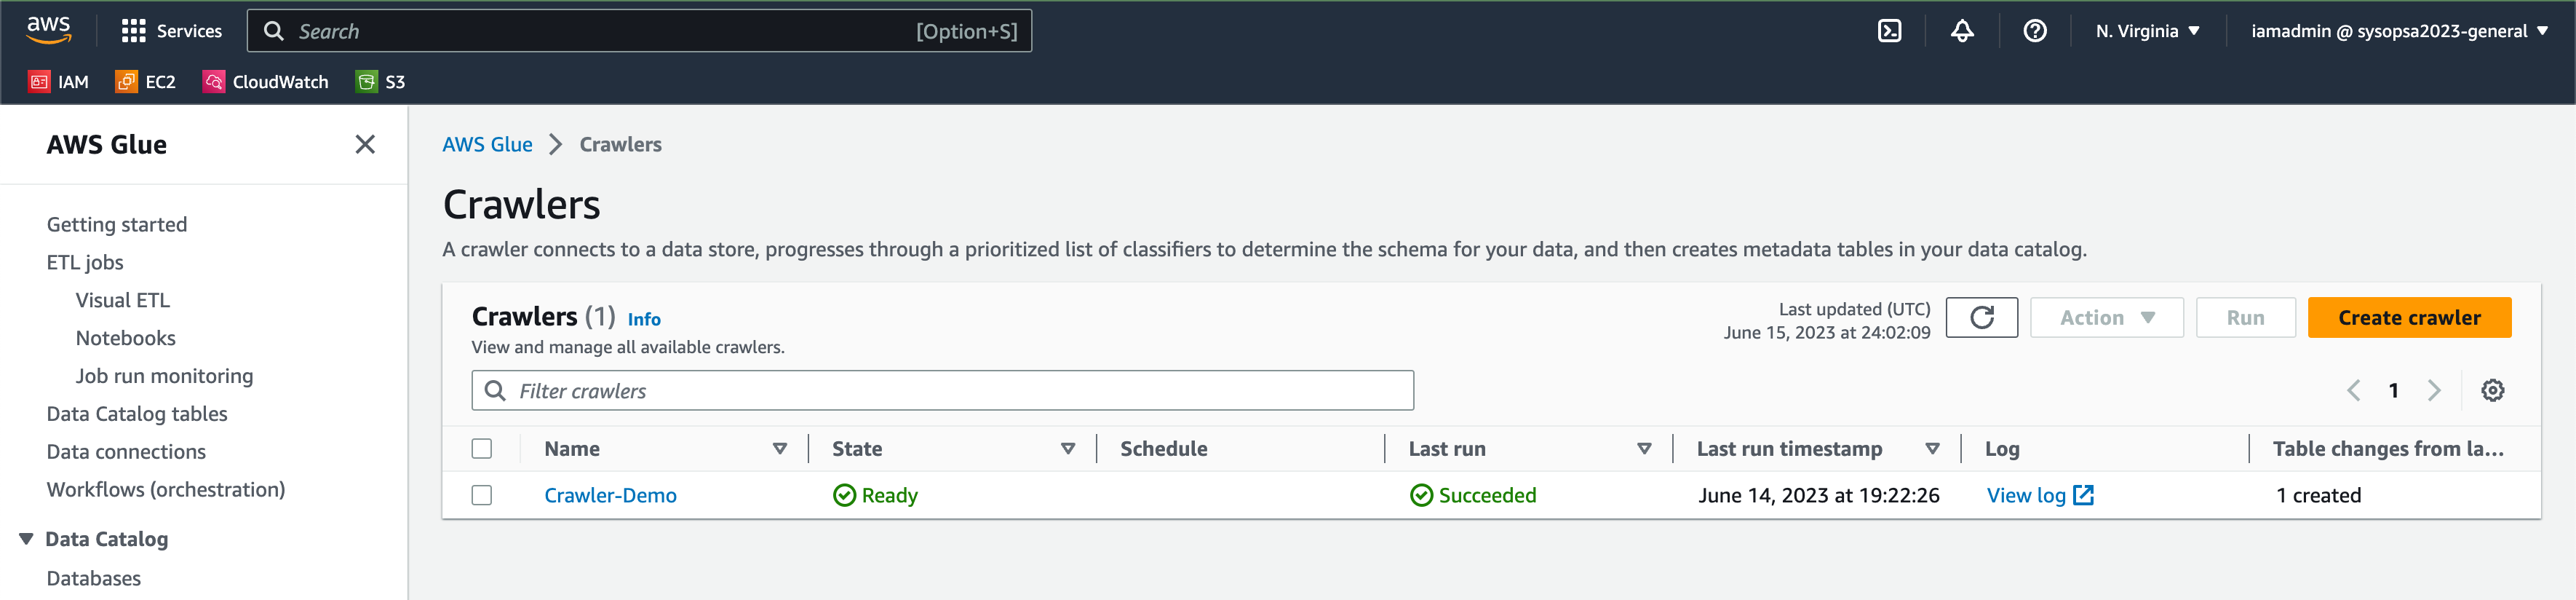 aws
Services
Search [Option+S]
N. Virginia
iamadmin @ sysopsa2023-general
IAM EC2 CloudWatch S3
AWS Glue
Getting started
ETL jobs
Visual ETL
Notebooks
Job run monitoring
Data Catalog tables
Data connections
Workflows (orchestration)
Data Catalog
Databases
AWS Glue Crawlers
Crawlers
A crawler connects to a data store, progresses through a prioritized list of classifiers to determine the schema for your data, and then creates metadata tables in your data catalog.
Crawlers (1) Info
View and manage all available crawlers.
Last updated (UTC)
June 15, 2023 at 24:02:09
Action Run Create crawler
Filter crawlers
1
Name State Schedule Last run Last run timestamp Log Table changes from la...
Crawler-Demo Ready Succeeded June 14, 2023 at 19:22:26 View log 1 created